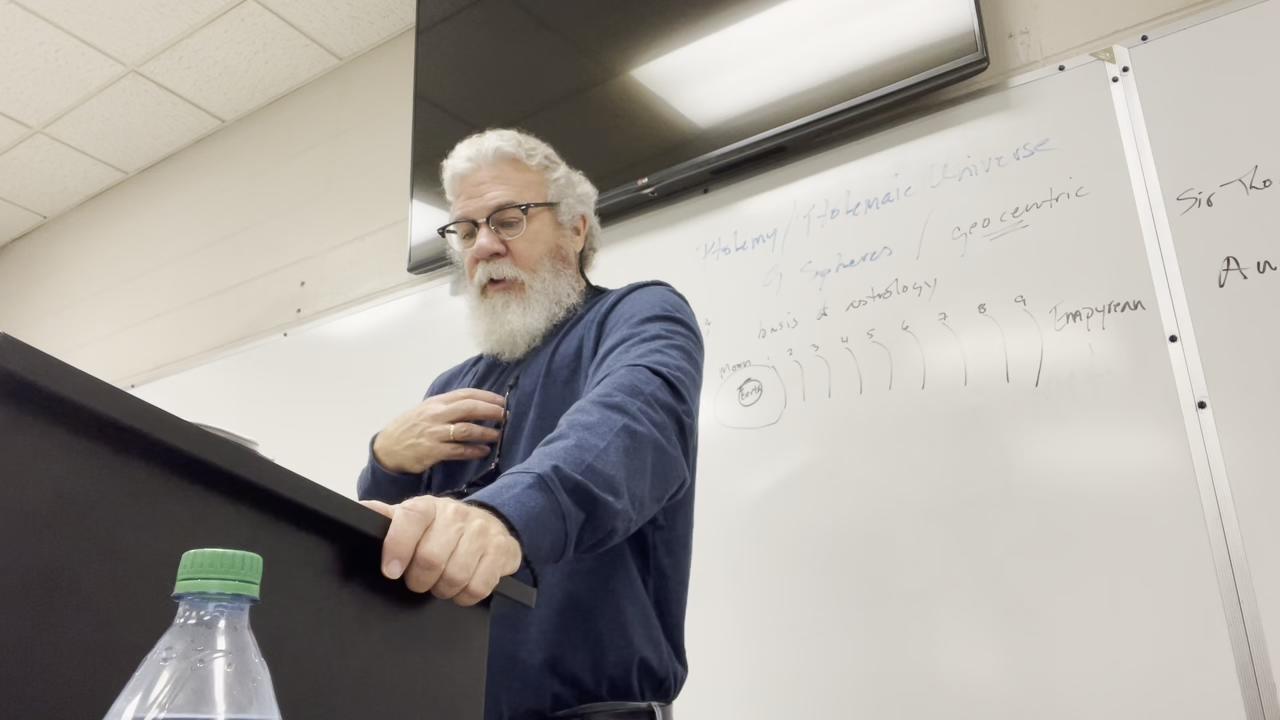 Ptolemy / Ptolemaic Universe
9 Spheres / geocentric
basis of astrology
Moon 2 3 4 5 6 7 8 9 Empyrean
Earth
Sir Tho
Au